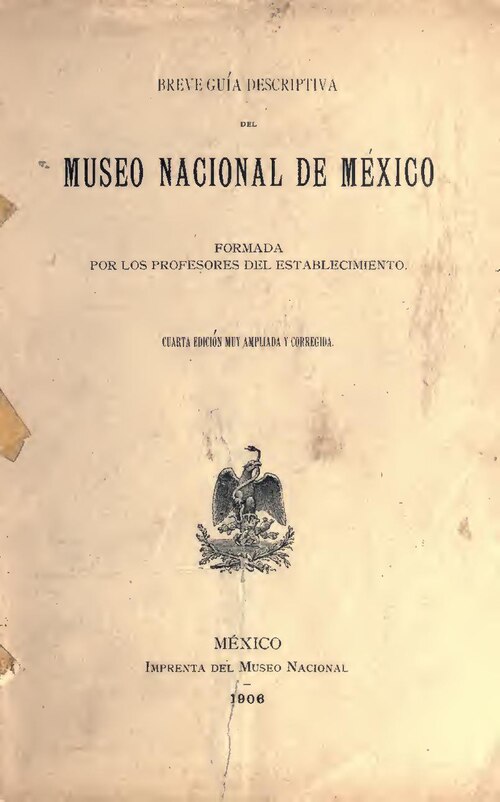 BREVE GUÍA DESCRIPTIVA
DEL
MUSEO NACIONAL DE MÉXICO
FORMADA
POR LOS PROFESORES DEL ESTABLECIMIENTO.
CUARTA EDICIÓN MUY AMPLIADA Y CORREGIDA.
MÉXICO
IMPRENTA DEL MUSEO NACIONAL
–
1906